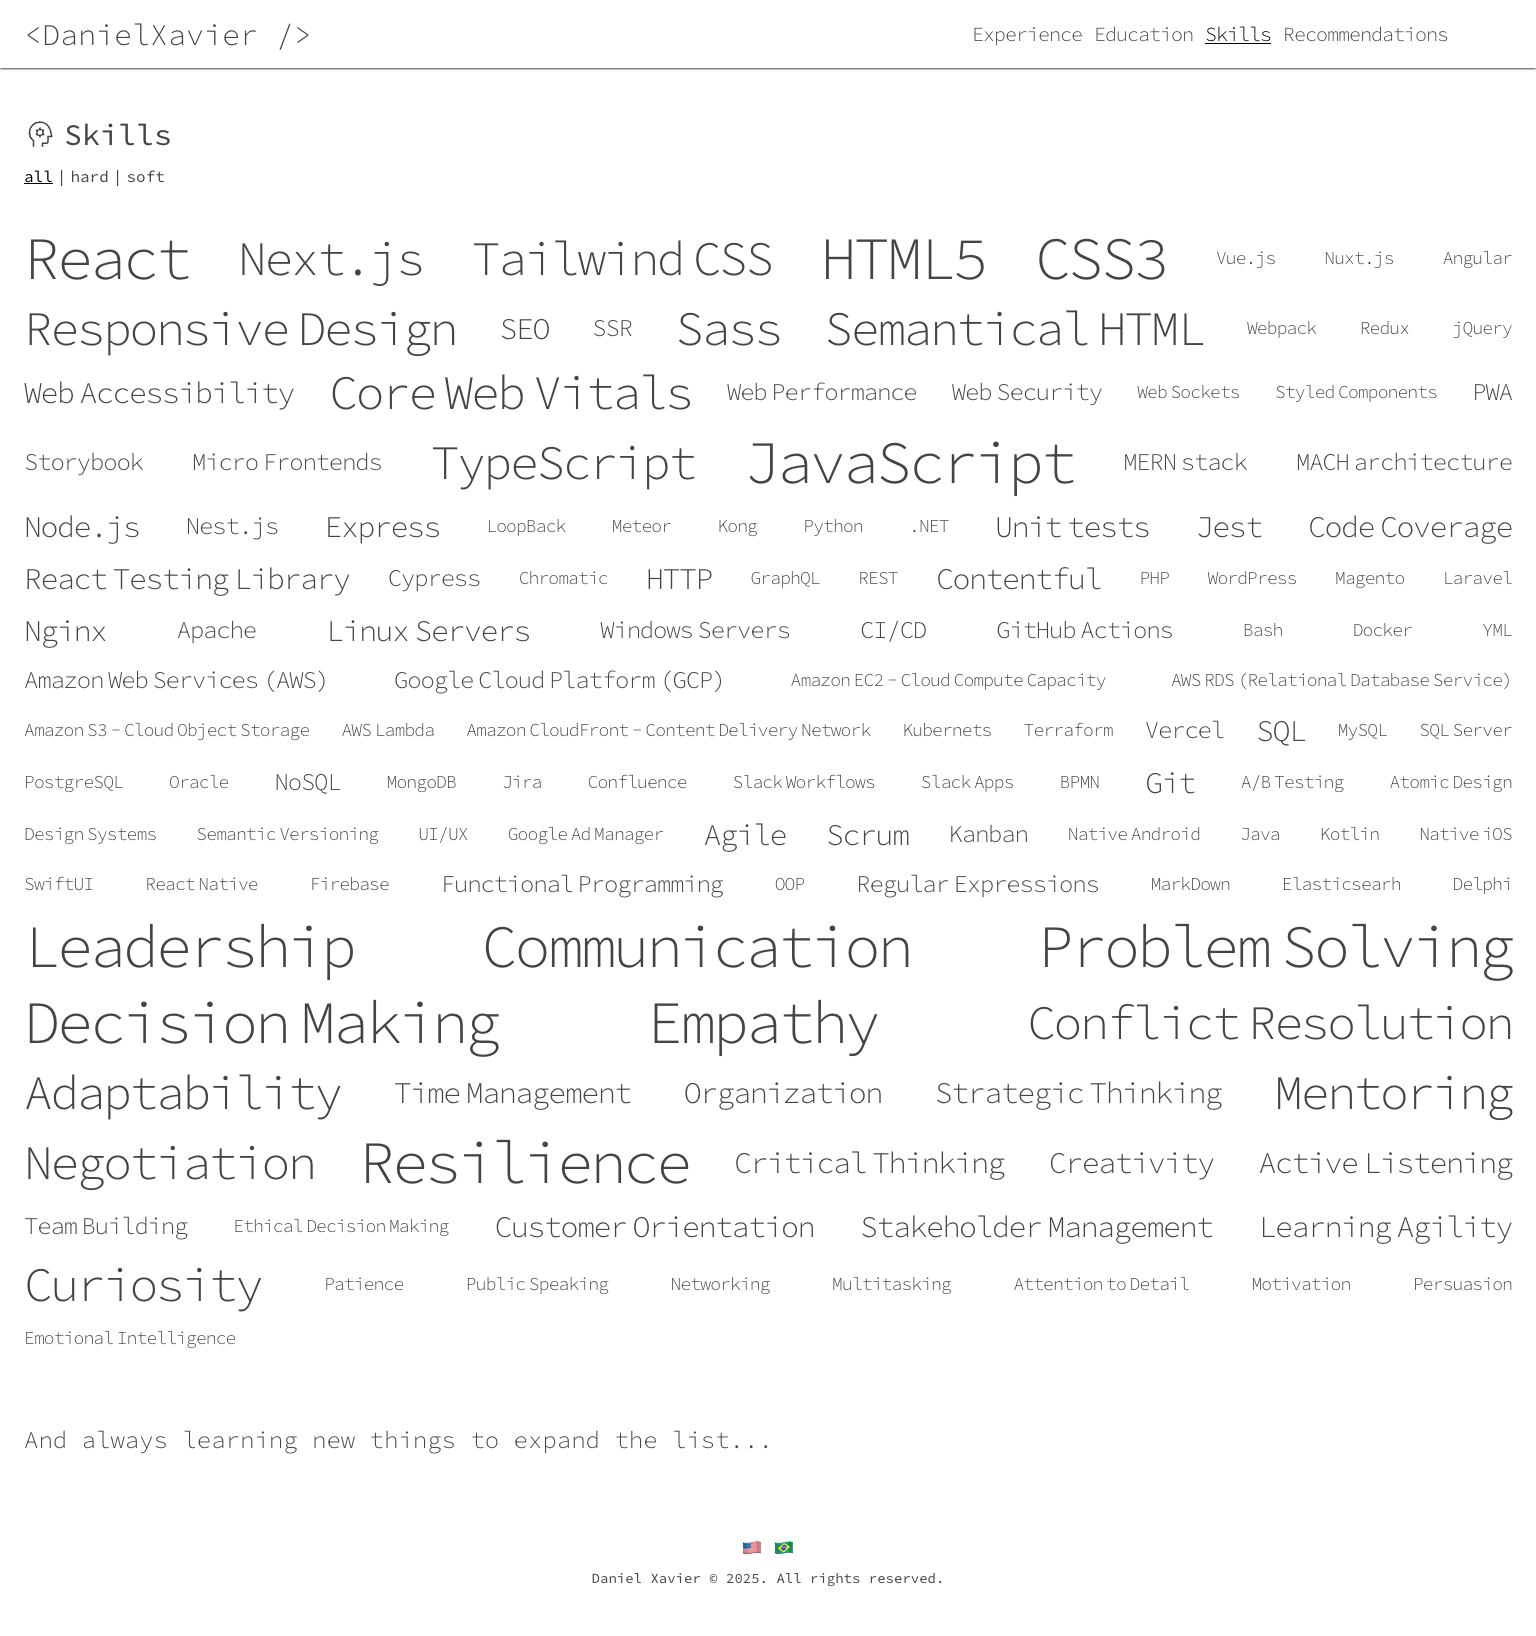 <DanielXavier />
Experience Education Skills Recommendations
Skills
all | hard | soft
React Next.js Tailwind CSS HTML5 CSS3 Vue.js Nuxt.js Angular
Responsive Design SEO SSR Sass Semantical HTML Webpack Redux jQuery
Web Accessibility Core Web Vitals Web Performance Web Security Web Sockets Styled Components PWA
Storybook Micro Frontends TypeScript JavaScript MERN stack MACH architecture
Node.js Nest.js Express LoopBack Meteor Kong Python .NET Unit tests Jest Code Coverage
React Testing Library Cypress Chromatic HTTP GraphQL REST Contentful PHP WordPress Magento Laravel
Nginx Apache Linux Servers Windows Servers CI/CD GitHub Actions Bash Docker YML
Amazon Web Services (AWS) Google Cloud Platform (GCP) Amazon EC2 - Cloud Compute Capacity AWS RDS (Relational Database Service)
Amazon S3 - Cloud Object Storage AWS Lambda Amazon CloudFront - Content Delivery Network Kubernets Terraform Vercel SQL MySQL SQL Server
PostgreSQL Oracle NoSQL MongoDB Jira Confluence Slack Workflows Slack Apps BPMN Git A/B Testing Atomic Design
Design Systems Semantic Versioning UI/UX Google Ad Manager Agile Scrum Kanban Native Android Java Kotlin Native iOS
SwiftUI React Native Firebase Functional Programming OOP Regular Expressions MarkDown Elasticsearh Delphi
Leadership Communication Problem Solving
Decision Making Empathy Conflict Resolution
Adaptability Time Management Organization Strategic Thinking Mentoring
Negotiation Resilience Critical Thinking Creativity Active Listening
Team Building Ethical Decision Making Customer Orientation Stakeholder Management Learning Agility
Curiosity Patience Public Speaking Networking Multitasking Attention to Detail Motivation Persuasion
Emotional Intelligence
And always learning new things to expand the list...
Daniel Xavier © 2025. All rights reserved.